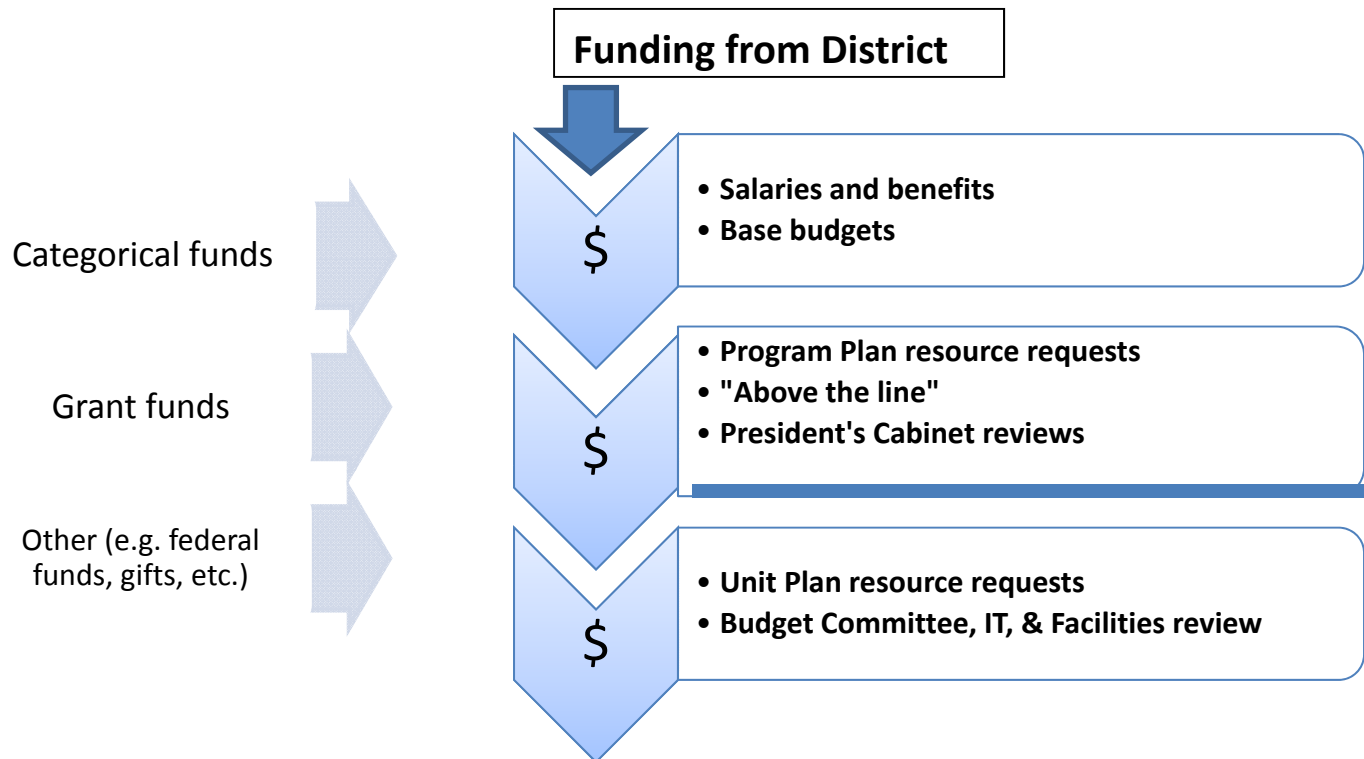 Funding from District
Categorical funds
Grant funds
Other (e.g. federal
funds, gifts, etc.)
$
• Salaries and benefits
• Base budgets
$
• Program Plan resource requests
• "Above the line"
• President's Cabinet reviews
$
• Unit Plan resource requests
• Budget Committee, IT, & Facilities review